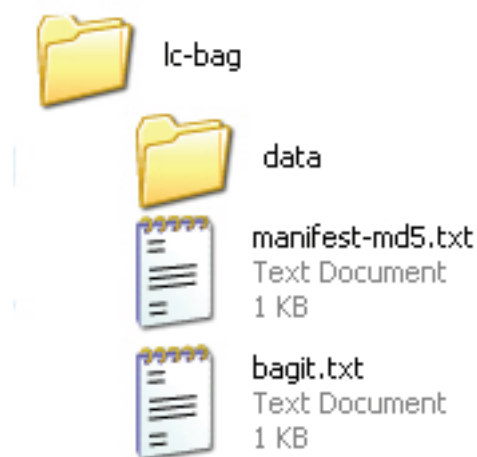 lc-bag
data
manifest-md5.txt
Text Document
1 KB
bagit.txt
Text Document
1 KB